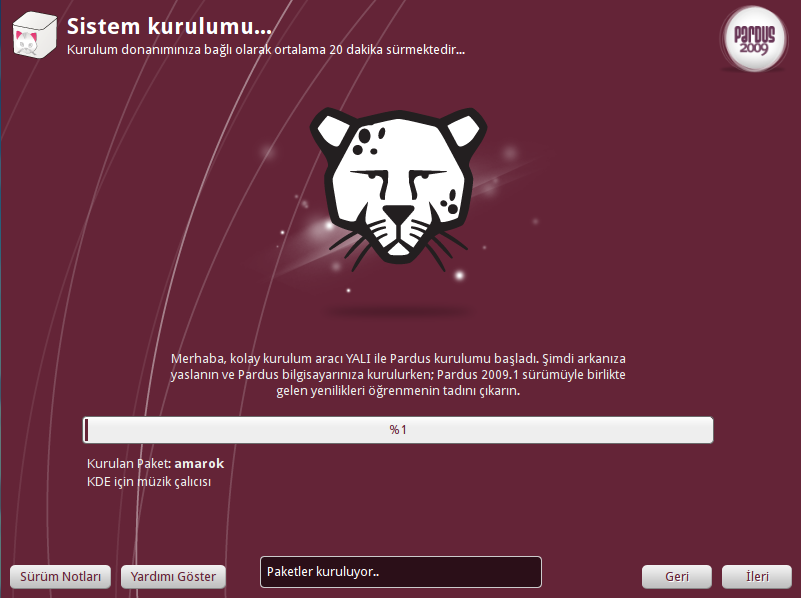 Sistem kurulumu...
Kurulum donanımınıza bağlı olarak ortalama 20 dakika sürmektedir...
PARDUS
2009
Merhaba, kolay kurulum aracı YALI ile Pardus kurulumu başladı. Şimdi arkanıza
yaslanın ve Pardus bilgisayarınıza kurulurken; Pardus 2009.1 sürümüyle birlikte
gelen yenilikleri öğrenmenin tadını çıkarın.
%1
Kurulan Paket: amarok
KDE için müzik çalıcısı
Sürüm Notları
Yardımı Göster
Paketler kuruluyor..
Geri
İleri